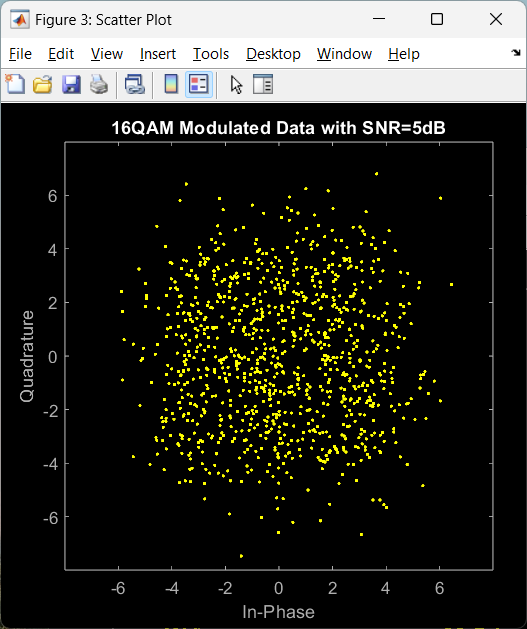 Figure 3: Scatter Plot
File Edit View Insert Tools Desktop Window Help
16QAM Modulated Data with SNR=5dB
6
4
2
0
-2
-4
-6
Quadrature
-6 -4 -2 0 2 4 6
In-Phase